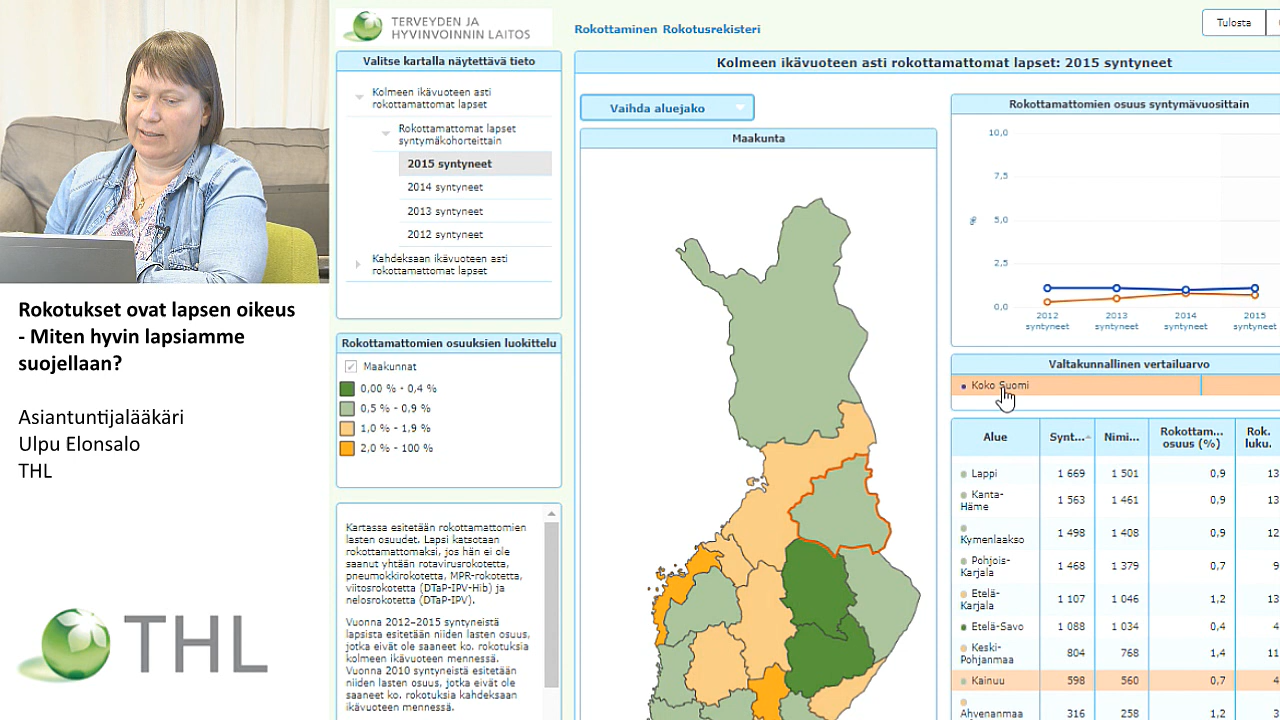 TERVEYDEN JA
HYVINVOINNIN LAITOS
Rokottaminen Rokotusrekisteri
Tulosta
Valitse kartalla näytettävä tieto
Kolmeen ikävuoteen asti
rokottamattomat lapset
Rokottamattomat lapset
syntymäkohorteittain
2015 syntyneet
2014 syntyneet
2013 syntyneet
2012 syntyneet
Kahdeksaan ikävuoteen asti
rokottamattomat lapset
Rokottamattomien osuuksien luokittelu
Maakunnat
0,00 % - 0,4 %
0,5 % - 0,9 %
1,0 % - 1,9 %
2,0 % - 100 %
Kartassa esitetään rokottamattomien
lasten osuudet. Lapsi katsotaan
rokottamattomaksi, jos hän ei ole
saanut yhtään rotavirusrokotetta,
pneumokkirokotetta, MPR-rokotetta,
viitosrokotetta (DTaP-IPV-Hib) ja
nelosrokotetta (DTaP-IPV).
Vuonna 2012–2015 syntyneistä
lapsista esitetään niiden lasten osuus,
jotka eivät ole saaneet ko. rokotuksia
kolmeen ikävuoteen mennessä.
Vuonna 2010 syntyneistä esitetään
niiden lasten osuus, jotka eivät ole
saaneet ko. rokotuksia kahdeksaan
ikävuoteen mennessä.
Kolmeen ikävuoteen asti rokottamattomat lapset: 2015 syntyneet
Vaihda aluejako
Maakunta
Rokottamattomien osuus syntymävuosittain
10,0
7,5
5,0
%
2,5
0,0
2012 2013 2014 2015
syntyneet syntyneet syntyneet syntyneet
Valtakunnallinen vertailuarvo
Koko Suomi
Alue Synt... Nimi... Rokottam... osuus (%) Rok. luku.
Lappi 1 669 1 501 0,9 13
Kanta-
Häme 1 563 1 461 0,9 13
Kymenlaakso 1 498 1 408 0,9 12
Pohjois-
Karjala 1 468 1 379 0,7 9
Etelä-
Karjala 1 107 1 046 1,2 13
Etelä-Savo 1 088 1 034 0,4 4
Keski-
Pohjanmaa 804 768 1,4 11
Kainuu 598 560 0,7 4
Ahvenanmaa 316 258 1,2 3
Rokotukset ovat lapsen oikeus
- Miten hyvin lapsiamme
suojellaan?
Asiantuntijalääkäri
Ulpu Elonsalo
THL
THL